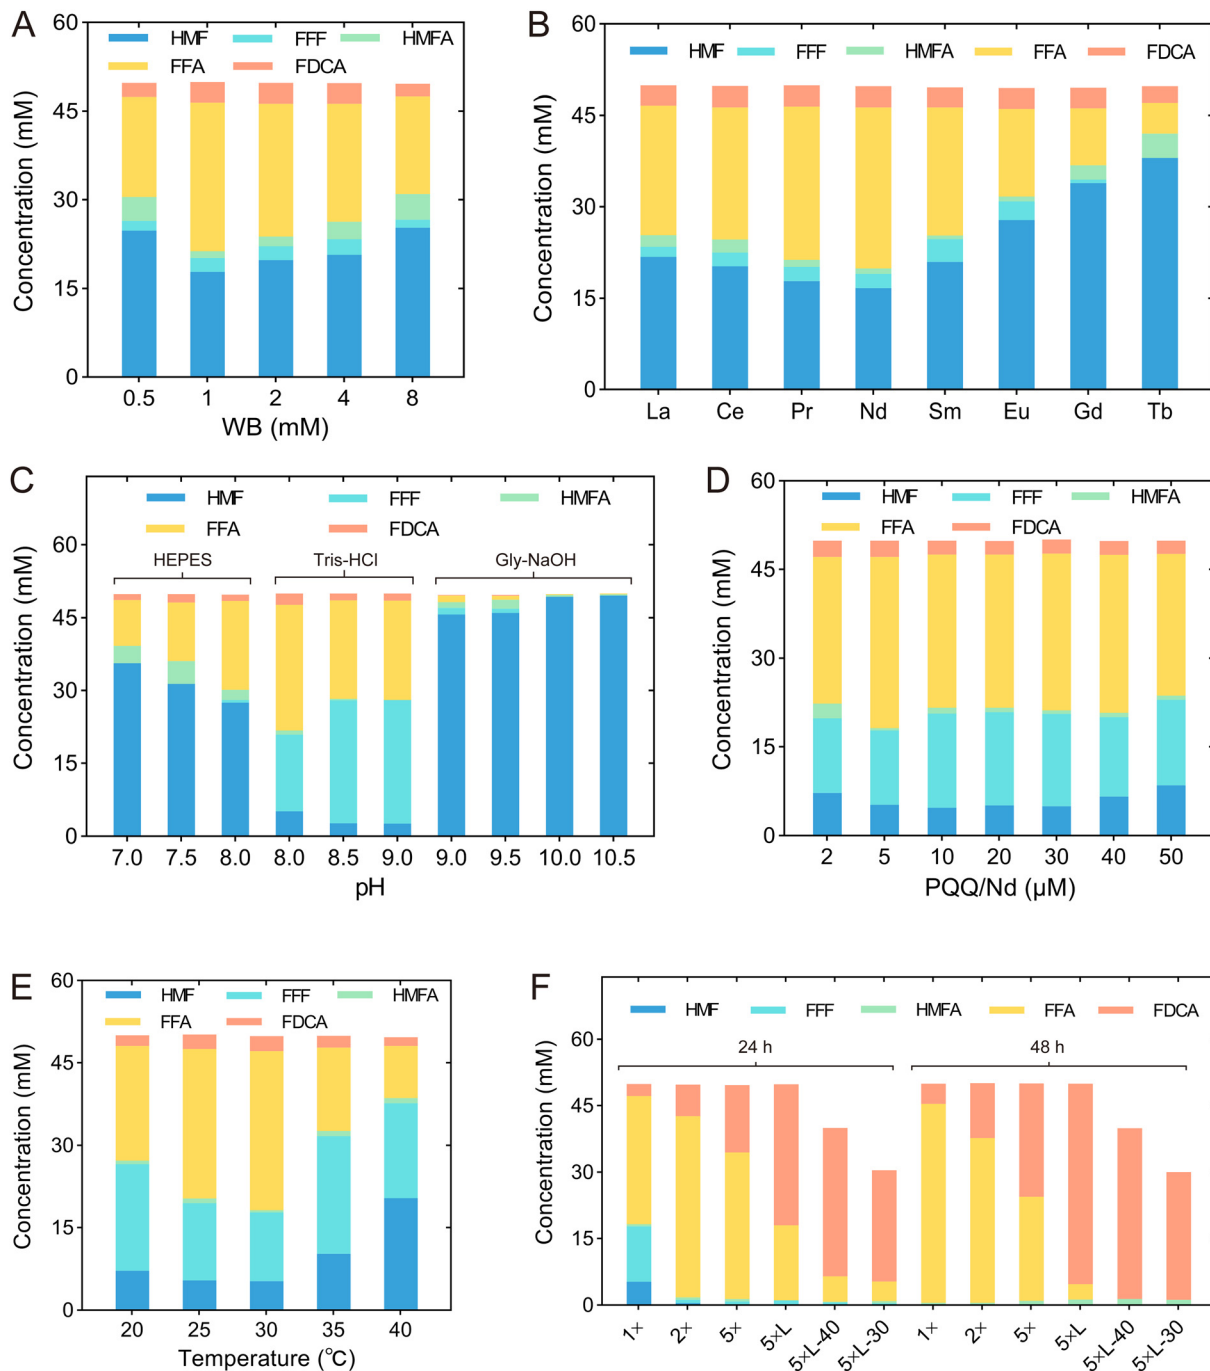 A
HMF FFF HMFA
FFA FDCA
60
45
30
15
0
Concentration (mM)
0.5 1 2 4 8
WB (mM)
B
HMF FFF HMFA FFA FDCA
60
45
30
15
0
Concentration (mM)
La Ce Pr Nd Sm Eu Gd Tb
C
HMF FFF HMFA
FFA FDCA
HEPES Tris-HCl Gly-NaOH
60
45
30
15
0
Concentration (mM)
7.0 7.5 8.0 8.0 8.5 9.0 9.0 9.5 10.0 10.5
pH
D
HMF FFF HMFA
FFA FDCA
60
45
30
15
0
Concentration (mM)
2 5 10 20 30 40 50
PQQ/Nd (μM)
E
HMF FFF HMFA
FFA FDCA
60
45
30
15
0
Concentration (mM)
20 25 30 35 40
Temperature (°C)
F
HMF FFF HMFA FFA FDCA
24 h 48 h
60
45
30
15
0
Concentration (mM)
1× 2× 5× 5×L 5×L-40 5×L-30 1× 2× 5× 5×L 5×L-40 5×L-30